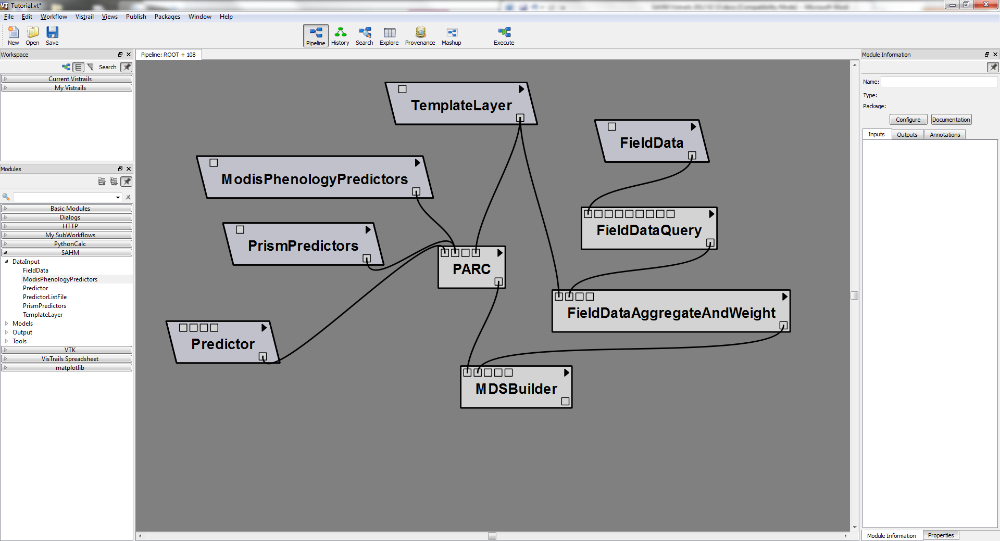 Tutorial.vt*
File Edit Workflow Vistrail Views Publish Packages Window Help
New Open Save Pipeline History Search Explore Provenance Mashup Execute
Workspace
Search
Current Vistrails
My Vistrails
Modules
Basic Modules
Dialogs
HTTP
My SubWorkflows
PythonCalc
SAHM
DataInput
FieldData
ModisPhenologyPredictors
Predictor
PredictorListFile
PrismPredictors
TemplateLayer
Models
Output
Tools
VTK
VisTrails Spreadsheet
matplotlib
Pipeline: ROOT + 108
TemplateLayer
FieldData
ModisPhenologyPredictors
FieldDataQuery
PrismPredictors
PARC
FieldDataAggregateAndWeight
Predictor
MDSBuilder
Module Information
Name:
Type:
Package:
Configure Documentation
Inputs Outputs Annotations
Module Information Properties